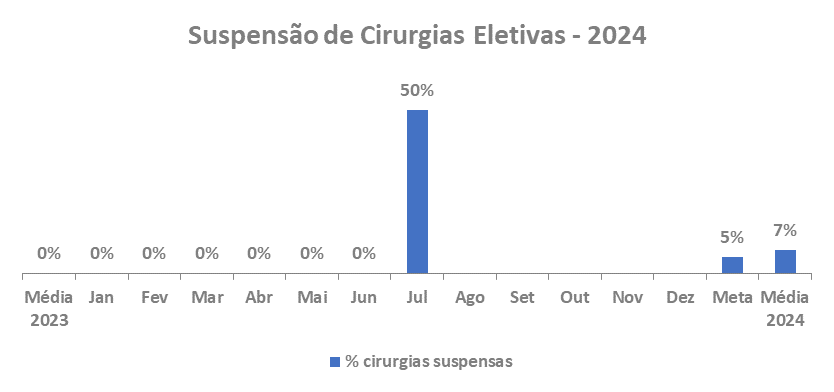 Suspensão de Cirurgias Eletivas - 2024
50%
0% 0% 0% 0% 0% 0% 0% 5% 7%
Média Jan Fev Mar Abr Mai Jun Jul Ago Set Out Nov Dez Meta Média
2023 2024
% cirurgias suspensas